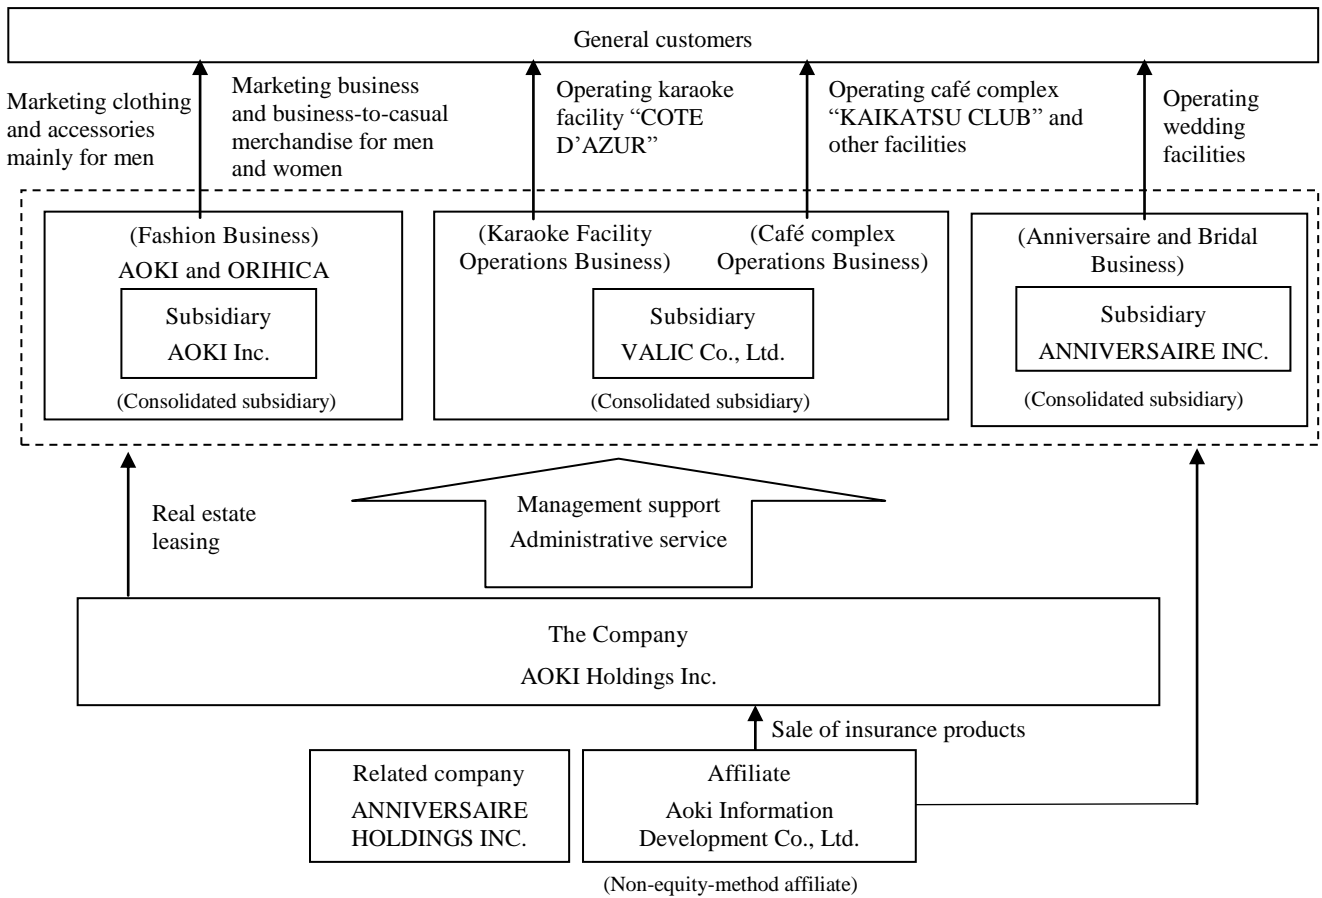 General customers
Marketing clothing
and accessories
mainly for men
Marketing business
and business-to-casual
merchandise for men
and women
Operating karaoke
facility “COTE
D’AZUR”
Operating café complex
“KAIKATSU CLUB” and
other facilities
Operating
wedding
facilities
(Fashion Business)
AOKI and ORIHICA
Subsidiary
AOKI Inc.
(Consolidated subsidiary)
(Karaoke Facility
Operations Business)
(Café complex
Operations Business)
Subsidiary
VALIC Co., Ltd.
(Consolidated subsidiary)
(Anniversaire and Bridal
Business)
Subsidiary
ANNIVERSAIRE INC.
(Consolidated subsidiary)
Real estate
leasing
Management support
Administrative service
The Company
AOKI Holdings Inc.
Sale of insurance products
Related company
ANNIVERSAIRE
HOLDINGS INC.
Affiliate
Aoki Information
Development Co., Ltd.
(Non-equity-method affiliate)